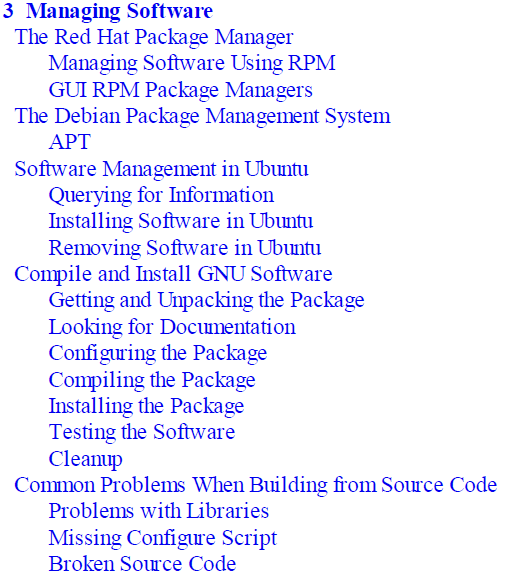 3 Managing Software
The Red Hat Package Manager
Managing Software Using RPM
GUI RPM Package Managers
The Debian Package Management System
APT
Software Management in Ubuntu
Querying for Information
Installing Software in Ubuntu
Removing Software in Ubuntu
Compile and Install GNU Software
Getting and Unpacking the Package
Looking for Documentation
Configuring the Package
Compiling the Package
Installing the Package
Testing the Software
Cleanup
Common Problems When Building from Source Code
Problems with Libraries
Missing Configure Script
Broken Source Code